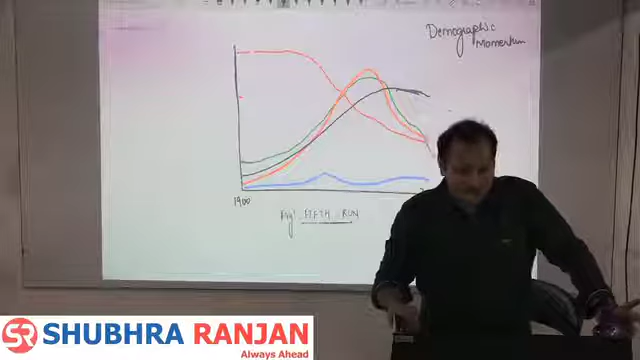 Demographic
Momentum
1900
Fig: FIFTH RUN
SR
SHUBHRA RANJAN
Always Ahead